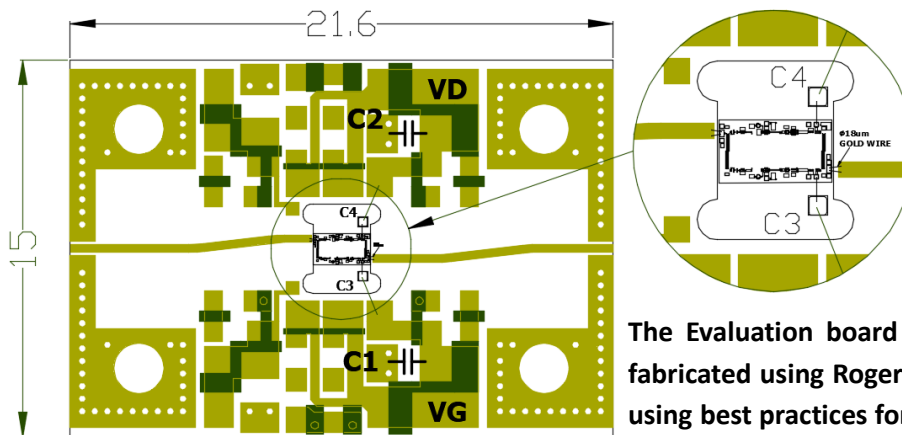 21.6
15
VD
C2
C4
C3
C1
VG
C4
ø18um
GOLD WIRE
C3
The Evaluation board
fabricated using Roger
using best practices for